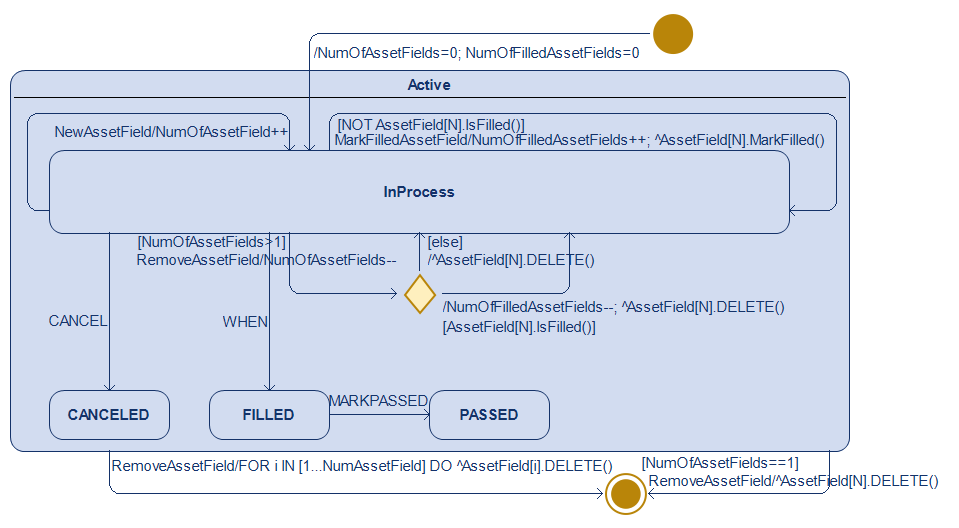 /NumOfAssetFields=0; NumOfFilledAssetFields=0
Active
NewAssetField/NumOfAssetField++
[NOT AssetField[N].IsFilled()]
MarkFilledAssetField/NumOfFilledAssetFields++; ^AssetField[N].MarkFilled()
InProcess
[NumOfAssetFields>1]
RemoveAssetField/NumOfAssetFields--
[else]
/^AssetField[N].DELETE()
/NumOfFilledAssetFields--; ^AssetField[N].DELETE()
[AssetField[N].IsFilled()]
CANCEL
WHEN
CANCELED
FILLED
MARKPASSED
PASSED
RemoveAssetField/FOR i IN [1...NumAssetField] DO ^AssetField[i].DELETE()
[NumOfAssetFields==1]
RemoveAssetField/^AssetField[N].DELETE()